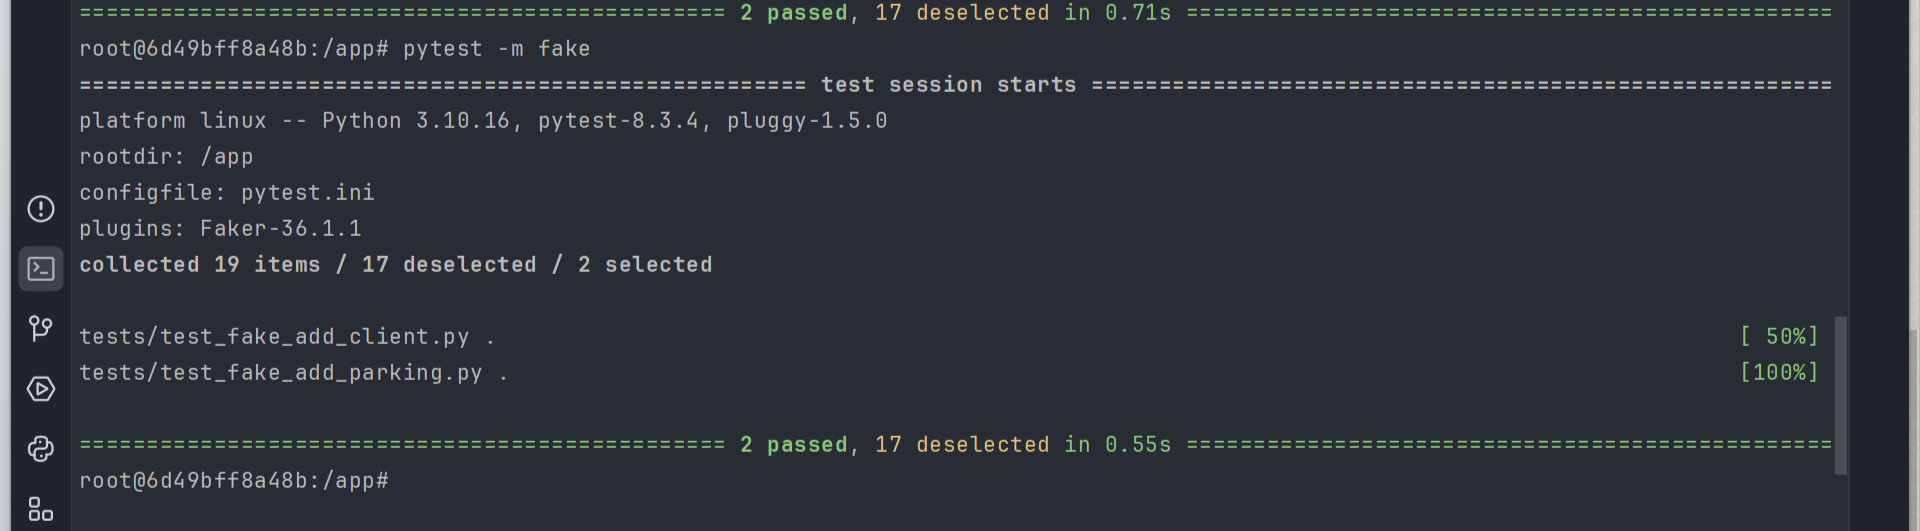 ================================================ 2 passed, 17 deselected in 0.71s ================================================
root@6d49bff8a48b:/app# pytest -m fake
====================================================== test session starts =======================================================
platform linux -- Python 3.10.16, pytest-8.3.4, pluggy-1.5.0
rootdir: /app
configfile: pytest.ini
plugins: Faker-36.1.1
collected 19 items / 17 deselected / 2 selected
tests/test_fake_add_client.py . [ 50%]
tests/test_fake_add_parking.py . [100%]
================================================ 2 passed, 17 deselected in 0.55s ================================================
root@6d49bff8a48b:/app#